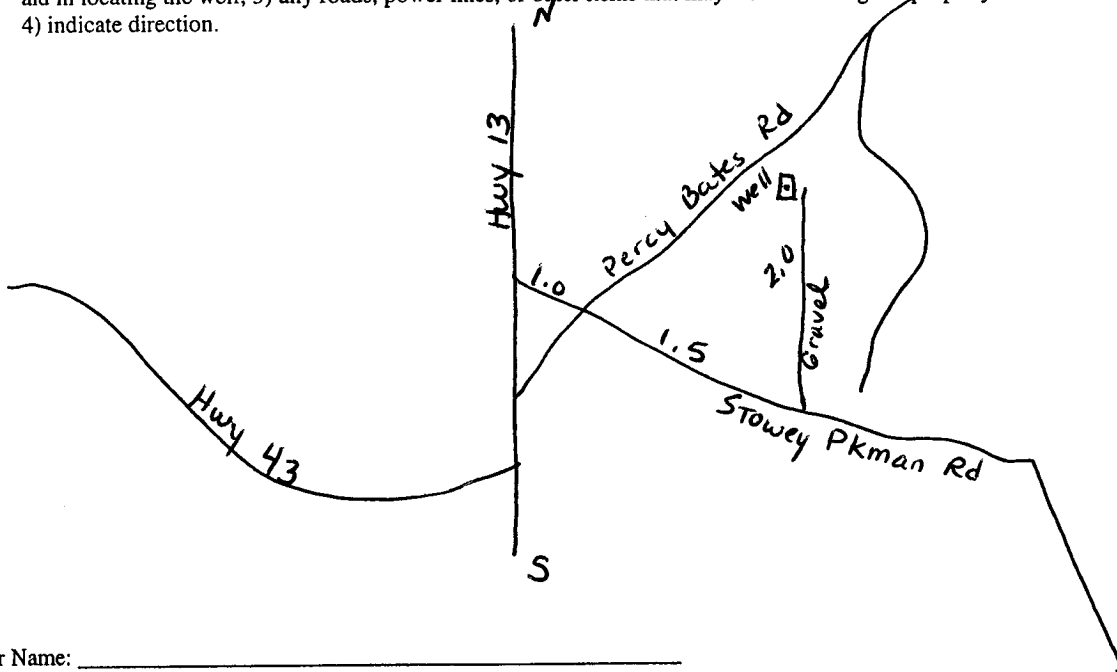 4) indicate direction.
N
Hwy 13
Percy Bates Rd
well
1.0
2.0
Gravel
1.5
Stowey Pkman Rd
Hwy 43
S
r Name: